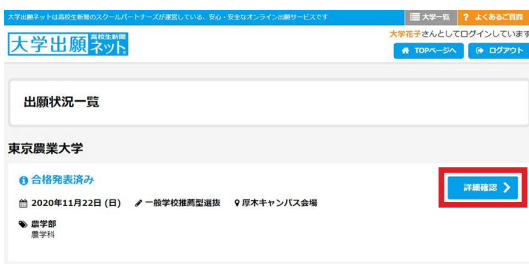 大学出願ネットは高校生新聞のスクールパートナーズが運営している、安心・安全なオンライン出願サービスです
大学一覧
? よくあるご質問
大学出願ネット
高校生新聞
大学花子さんとしてログインしています
TOPページへ
ログアウト
出願状況一覧
東京農業大学
合格発表済み
2020年11月22日 (日)
一般学校推薦型選抜
厚木キャンパス会場
農学部
農学科
詳細確認